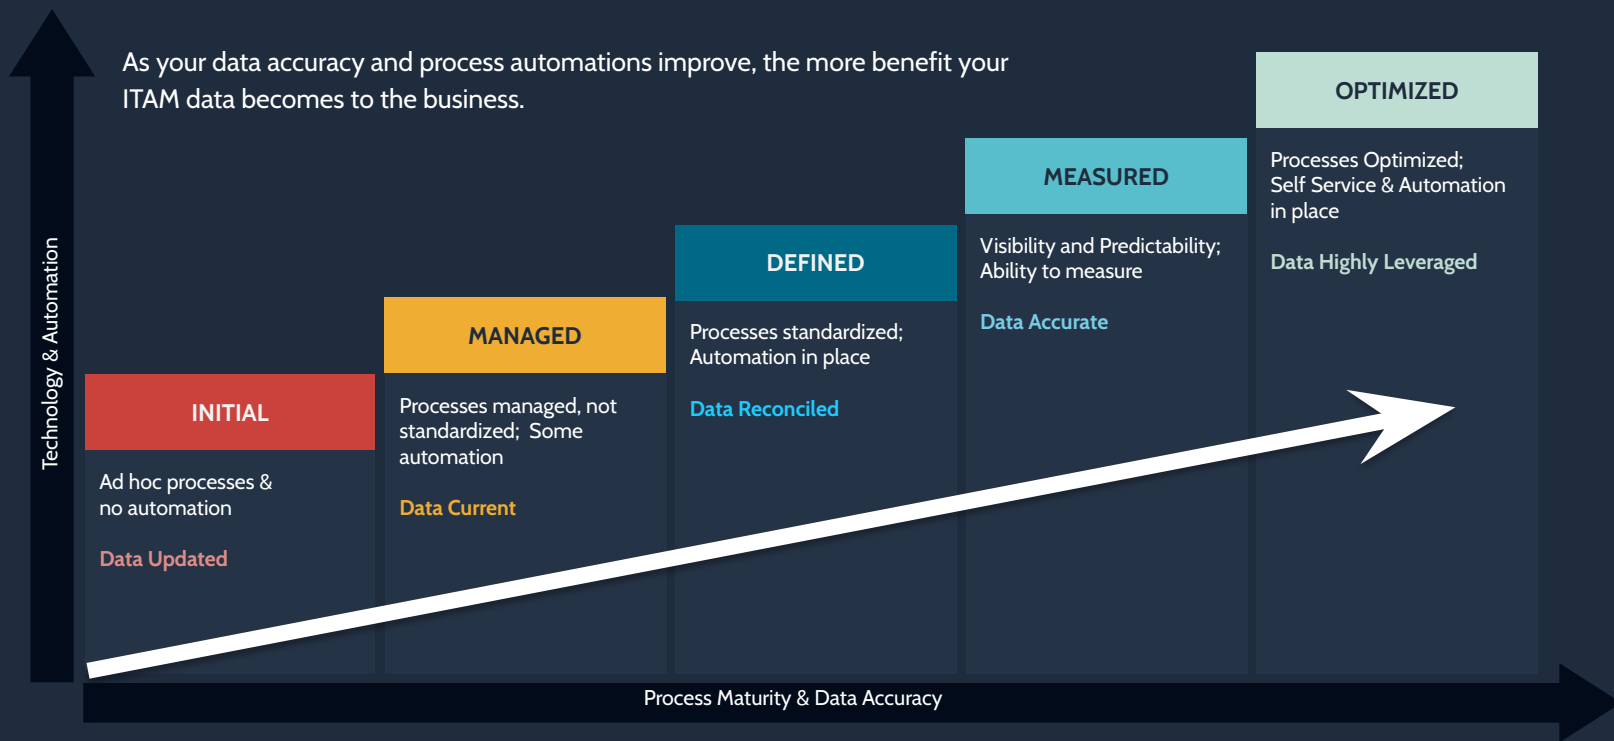 As your data accuracy and process automations improve, the more benefit your
ITAM data becomes to the business.
Technology & Automation
INITIAL
Ad hoc processes &
no automation
Data Updated
MANAGED
Processes managed, not
standardized; Some
automation
Data Current
DEFINED
Processes standardized;
Automation in place
Data Reconciled
MEASURED
Visibility and Predictability;
Ability to measure
Data Accurate
OPTIMIZED
Processes Optimized;
Self Service & Automation
in place
Data Highly Leveraged
Process Maturity & Data Accuracy